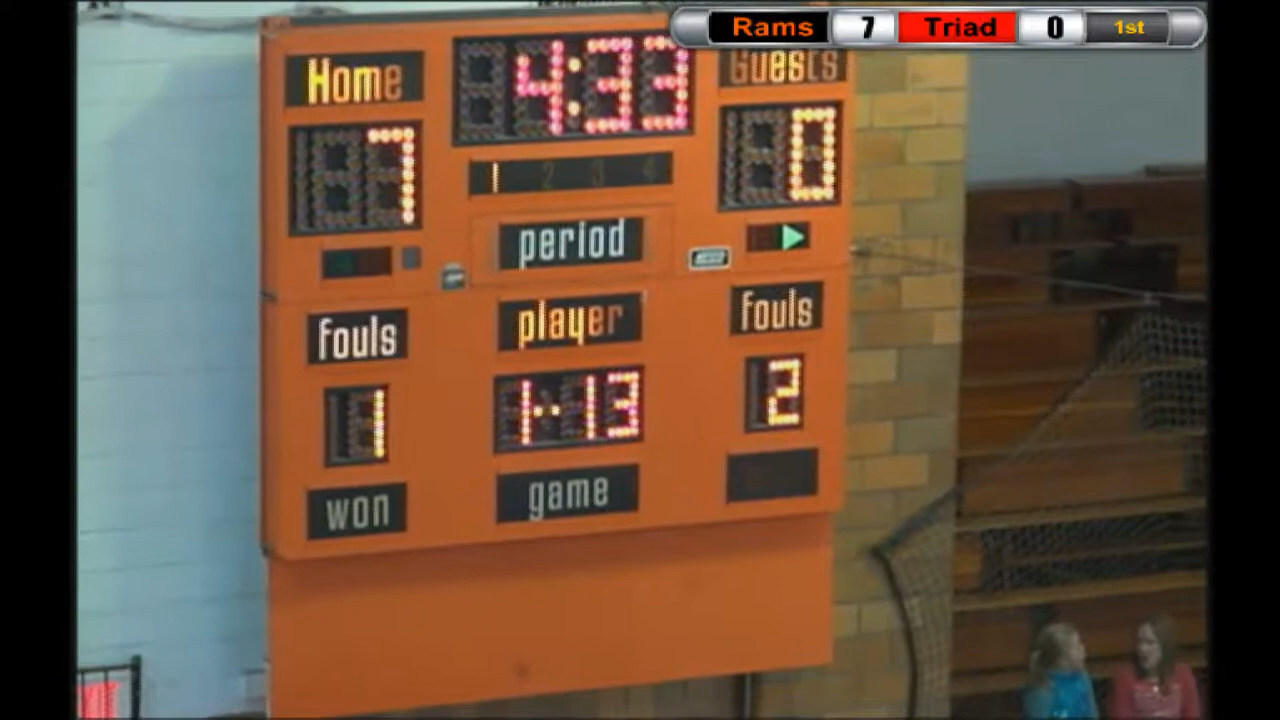 Rams 7 Triad 0 1st
Home 4:33 Guests
7 0
1 2 3 4
period
fouls player fouls
1 1-13 2
won game